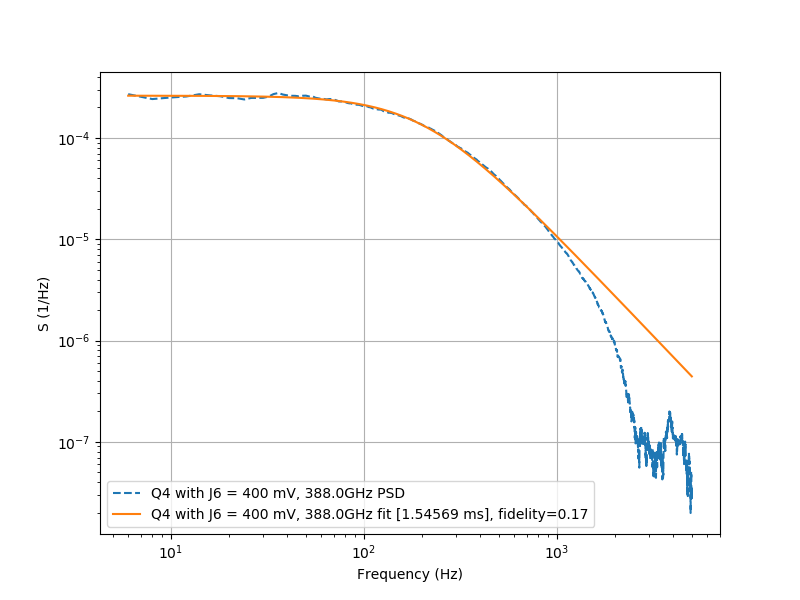 10⁻⁴
10⁻⁵
10⁻⁶
10⁻⁷
S (1/Hz)
Q4 with J6 = 400 mV, 388.0GHz PSD
Q4 with J6 = 400 mV, 388.0GHz fit [1.54569 ms], fidelity=0.17
10¹ 10² 10³
Frequency (Hz)